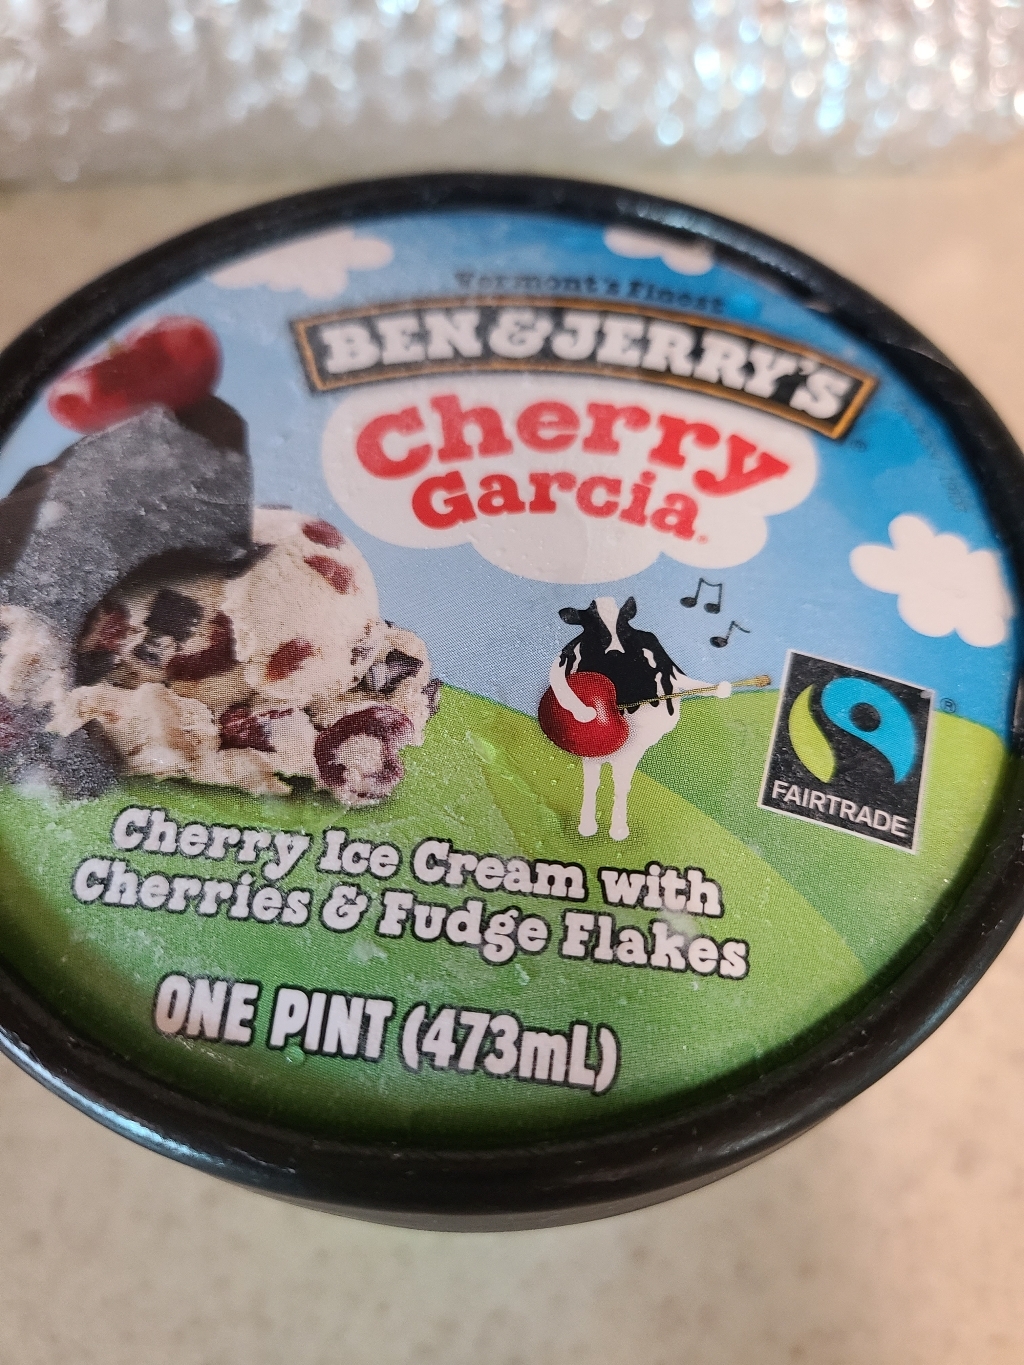 Vermont's Finest
BEN & JERRY'S
Cherry
Garcia®
FAIRTRADE
®
Cherry Ice Cream with
Cherries & Fudge Flakes
ONE PINT (473mL)